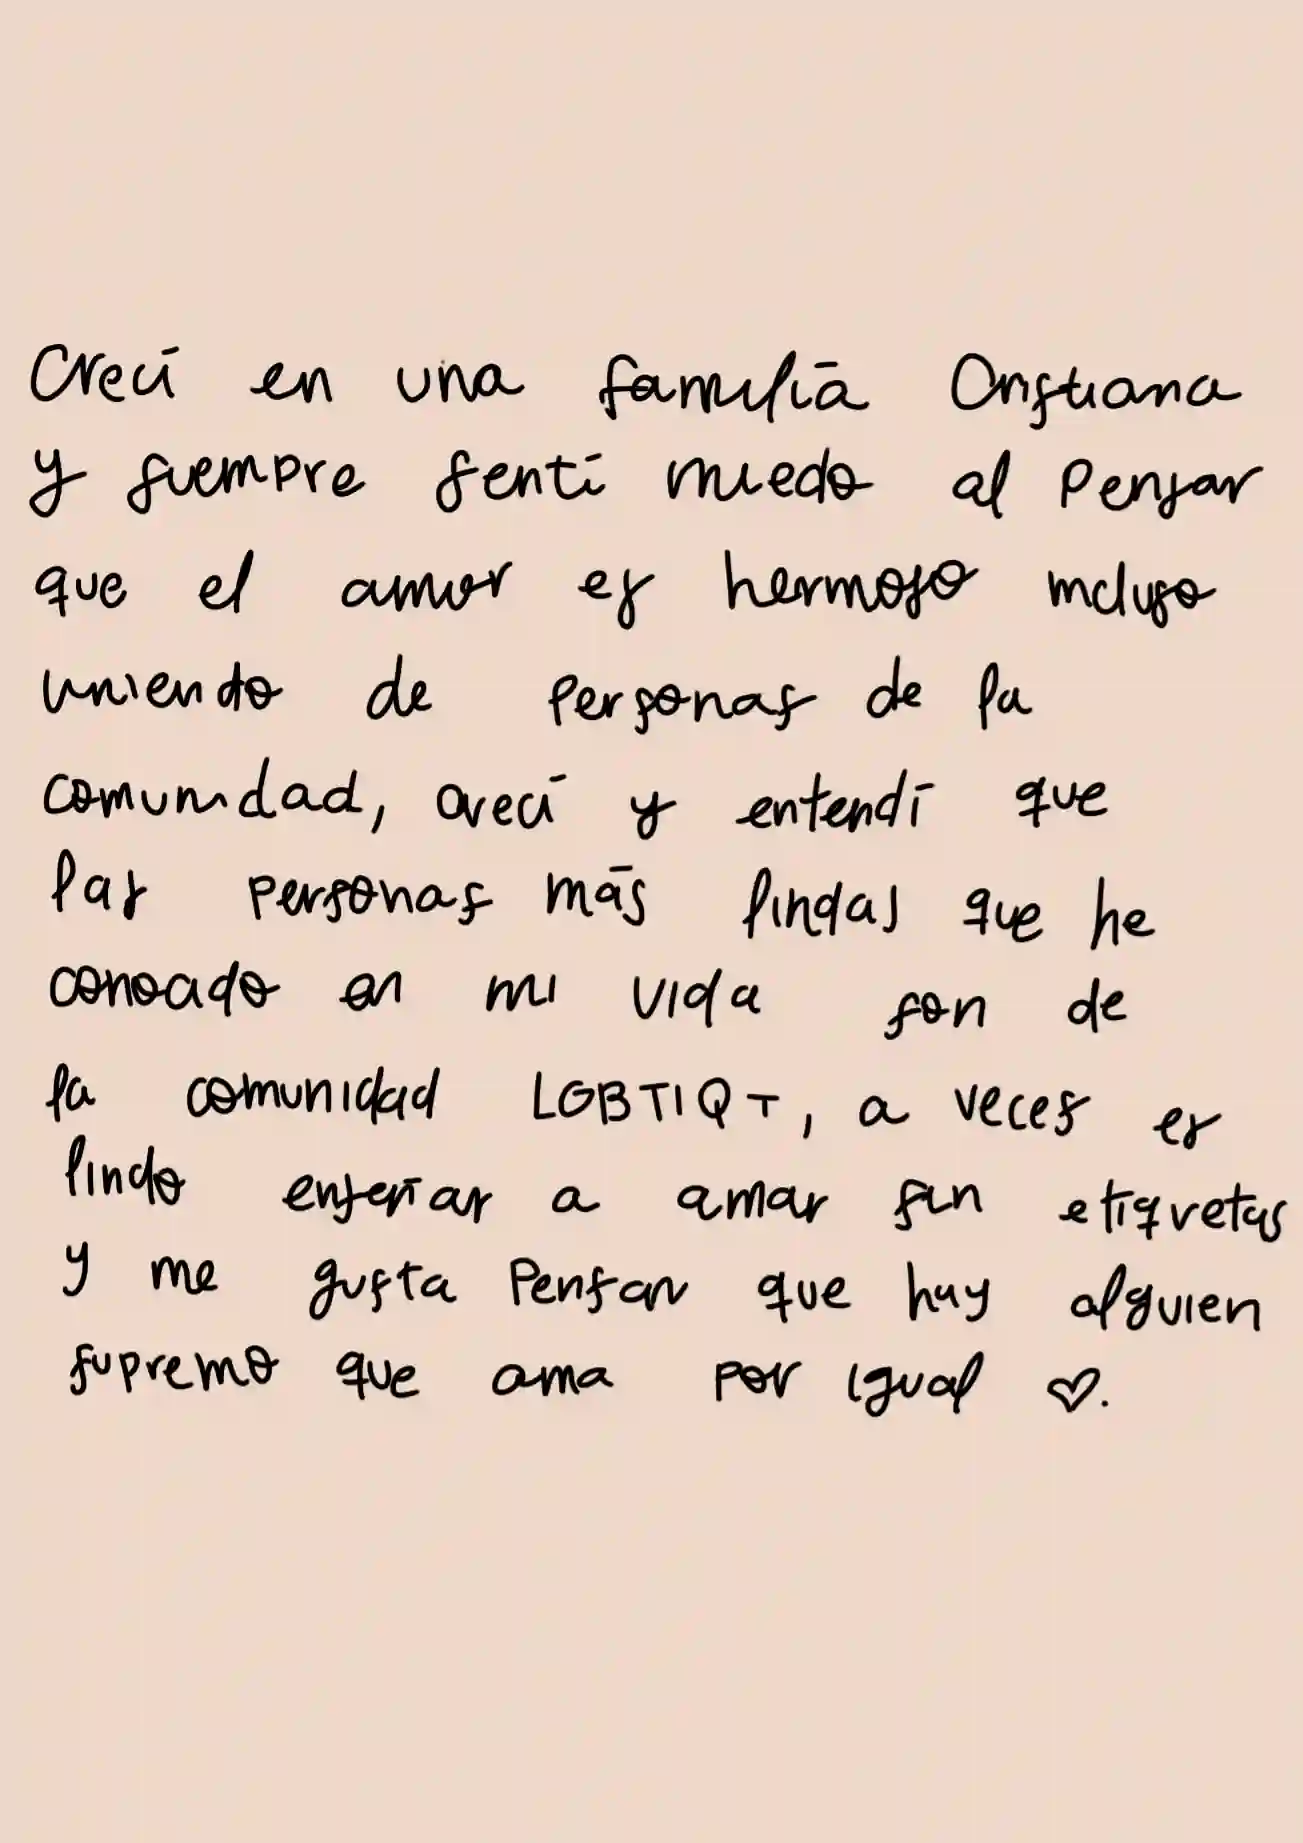 Crecí en una familia Cristiana
y siempre sentí miedo al Pensar
que el amor es hermoso incluso
uniendo de Personas de la
comunidad, crecí y entendí que
las personas más lindas que he
conocido en mi vida son de
la comunidad LGBTIQT, a veces es
lindo enseñar a amar sin etiquetas
y me gusta Pensar que hay alguien
supremo que ama por igual ♡.